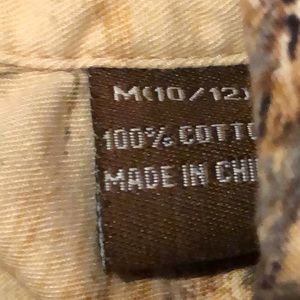 M(10/12)
100% COTTO
MADE IN CHI